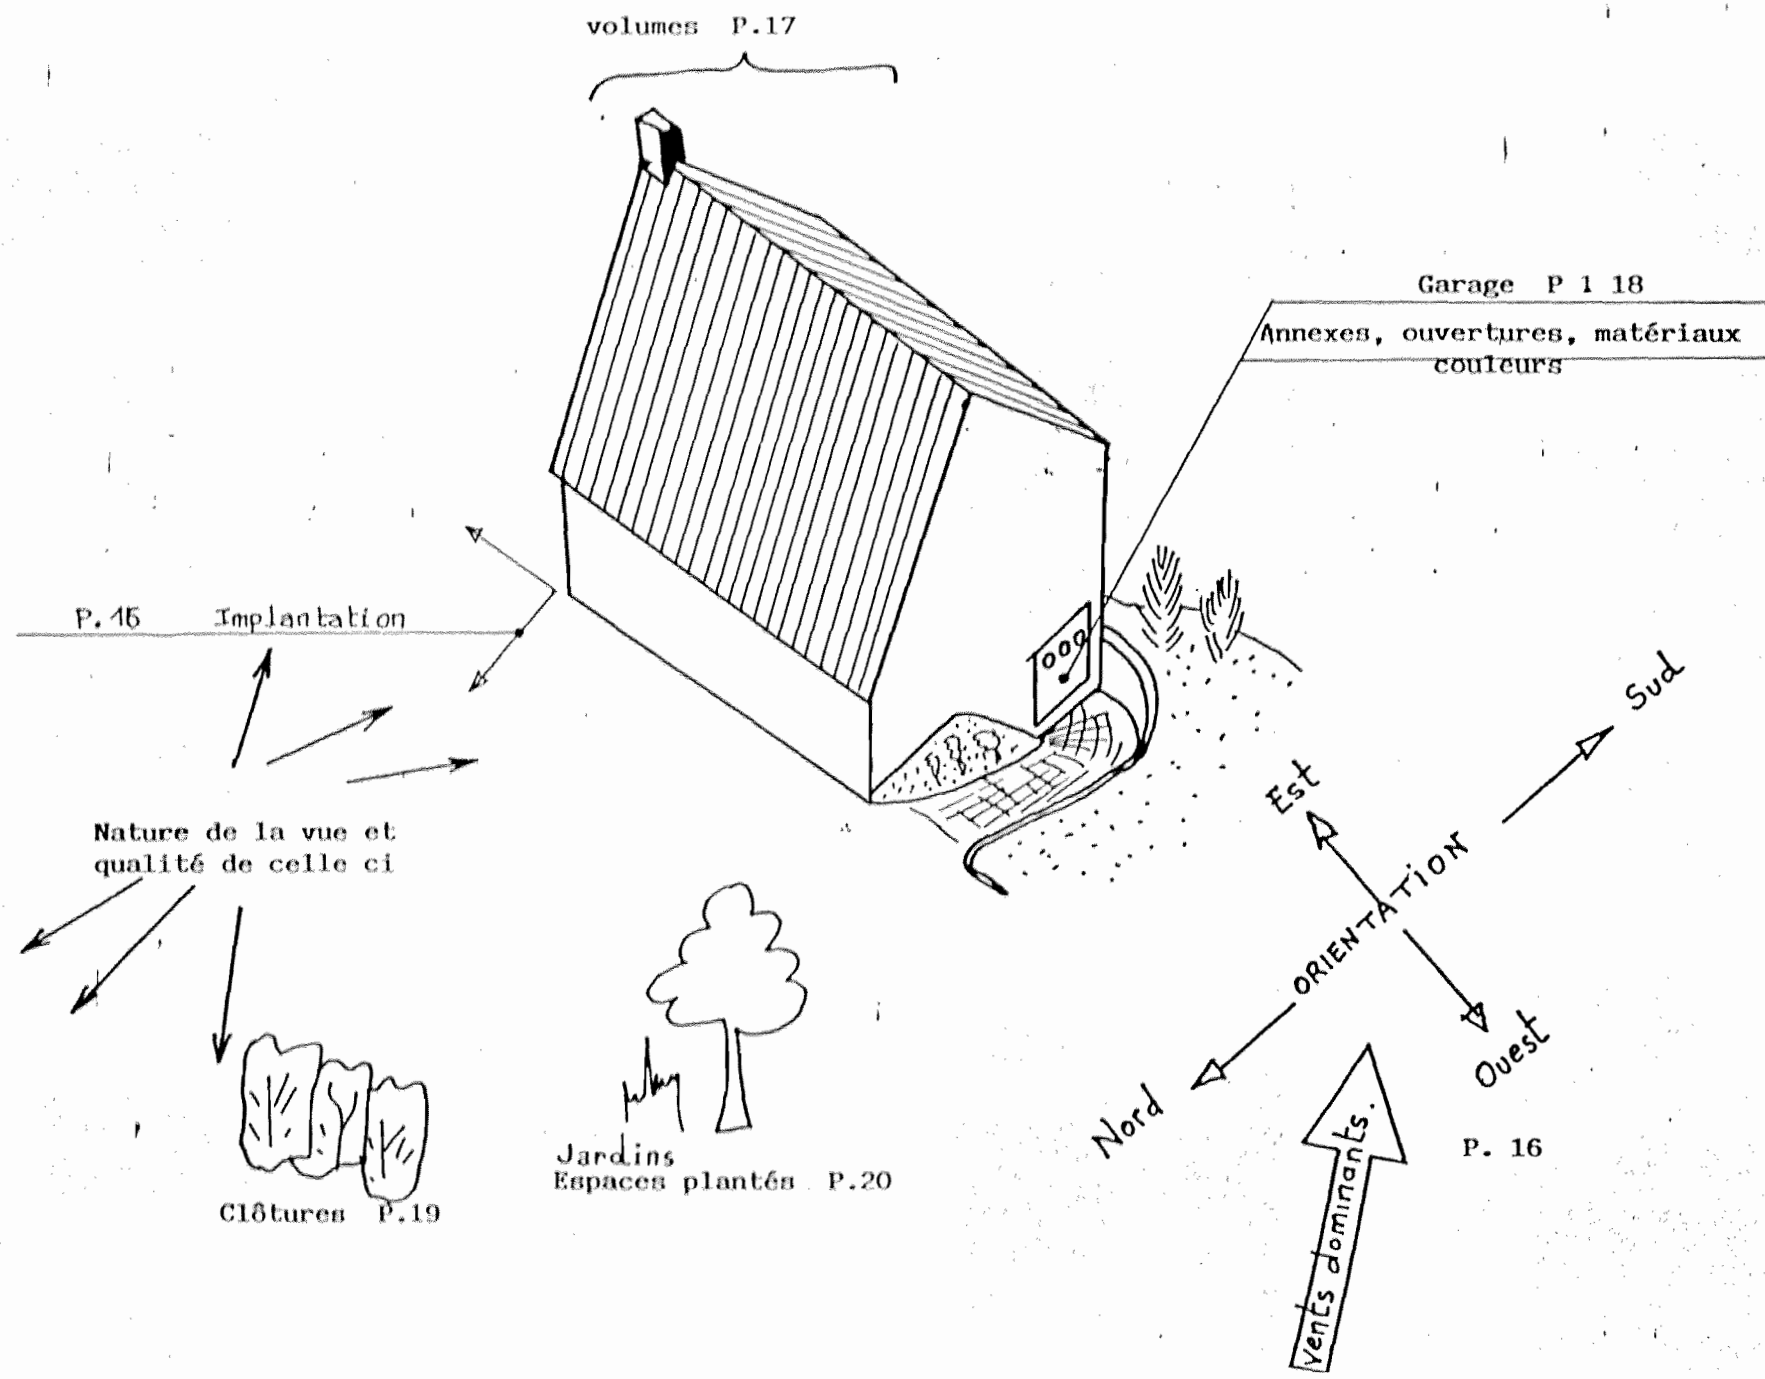 volumes P.17
Garage P 1 18
Annexes, ouvertures, matériaux
couleurs
P.15 Implantation
Nature de la vue et
qualité de celle ci
Sud
Est
ORIENTATION
Ouest
Nord
P. 16
vents dominants.
Jardins
Espaces plantés P.20
Clôtures P.19